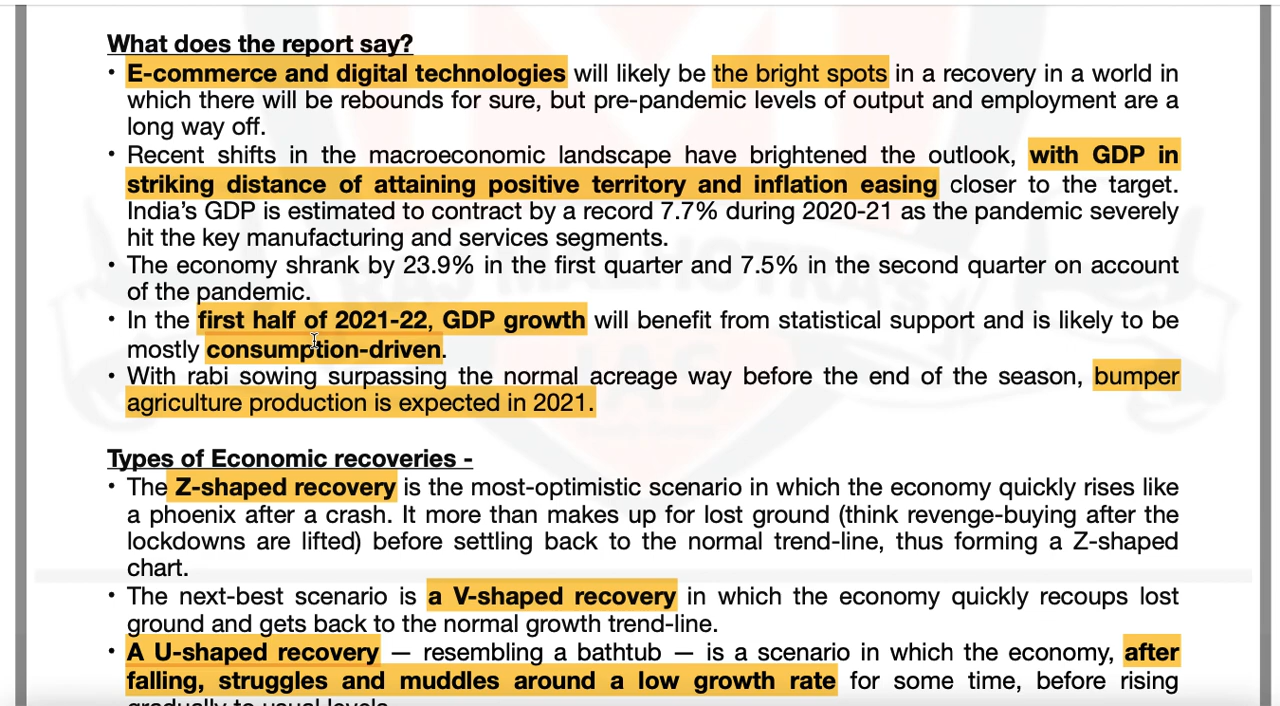 What does the report say?
• E-commerce and digital technologies will likely be the bright spots in a recovery in a world in
which there will be rebounds for sure, but pre-pandemic levels of output and employment are a
long way off.
• Recent shifts in the macroeconomic landscape have brightened the outlook, with GDP in
striking distance of attaining positive territory and inflation easing closer to the target.
India’s GDP is estimated to contract by a record 7.7% during 2020-21 as the pandemic severely
hit the key manufacturing and services segments.
• The economy shrank by 23.9% in the first quarter and 7.5% in the second quarter on account
of the pandemic.
• In the first half of 2021-22, GDP growth will benefit from statistical support and is likely to be
mostly consumption-driven.
• With rabi sowing surpassing the normal acreage way before the end of the season, bumper
agriculture production is expected in 2021.
Types of Economic recoveries -
• The Z-shaped recovery is the most-optimistic scenario in which the economy quickly rises like
a phoenix after a crash. It more than makes up for lost ground (think revenge-buying after the
lockdowns are lifted) before settling back to the normal trend-line, thus forming a Z-shaped
chart.
• The next-best scenario is a V-shaped recovery in which the economy quickly recoups lost
ground and gets back to the normal growth trend-line.
• A U-shaped recovery — resembling a bathtub — is a scenario in which the economy, after
falling, struggles and muddles around a low growth rate for some time, before rising
gradually to usual levels.